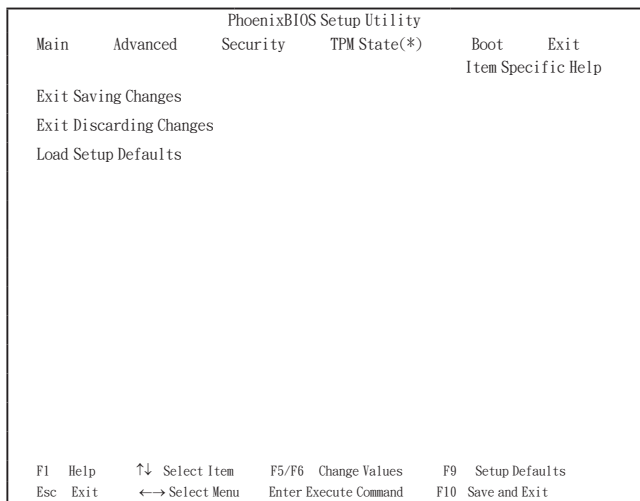 PhoenixBIOS Setup Utility
Main Advanced Security TPM State(*) Boot Exit
Item Specific Help
Exit Saving Changes
Exit Discarding Changes
Load Setup Defaults
F1 Help ↑↓ Select Item F5/F6 Change Values F9 Setup Defaults
Esc Exit ←→ Select Menu Enter Execute Command F10 Save and Exit